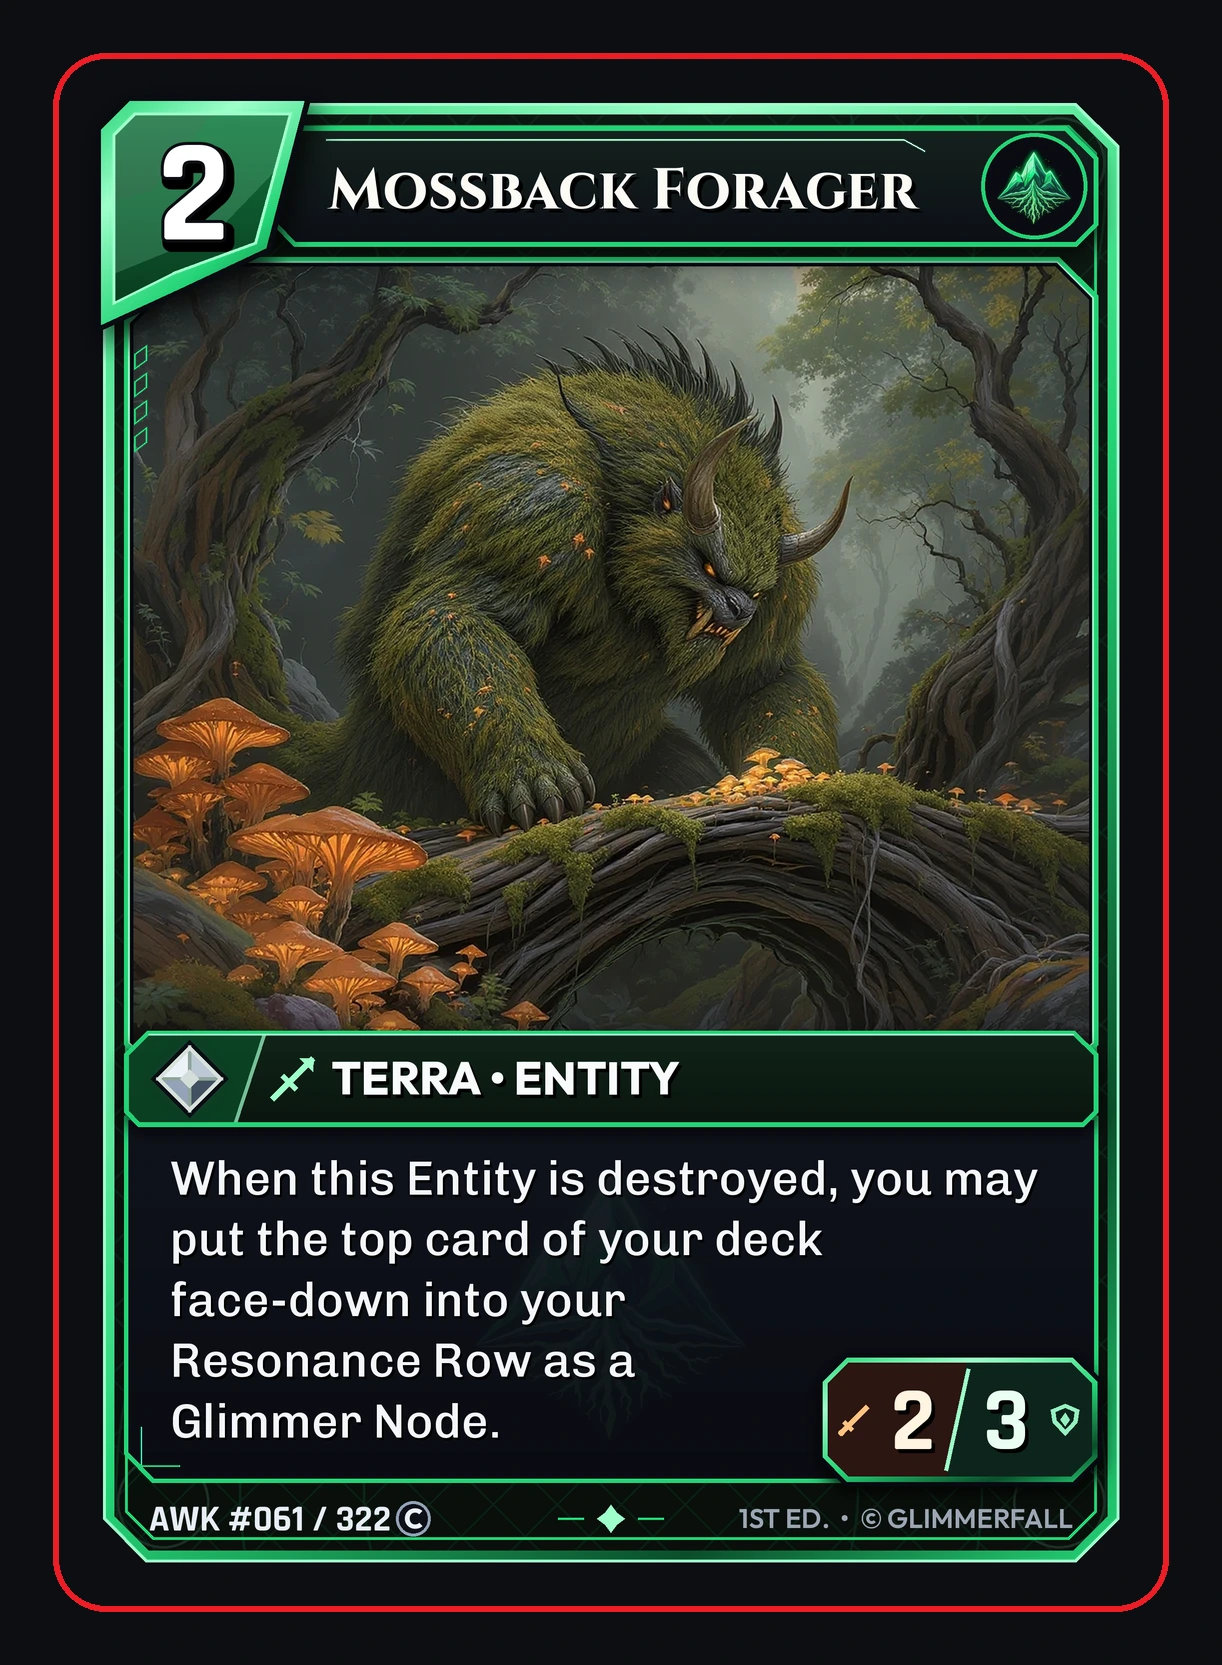 2
MOSSBACK FORAGER
TERRA • ENTITY
When this Entity is destroyed, you may
put the top card of your deck
face-down into your
Resonance Row as a
Glimmer Node.
2 / 3
AWK #061 / 322 Ⓒ
1ST ED. • © GLIMMERFALL